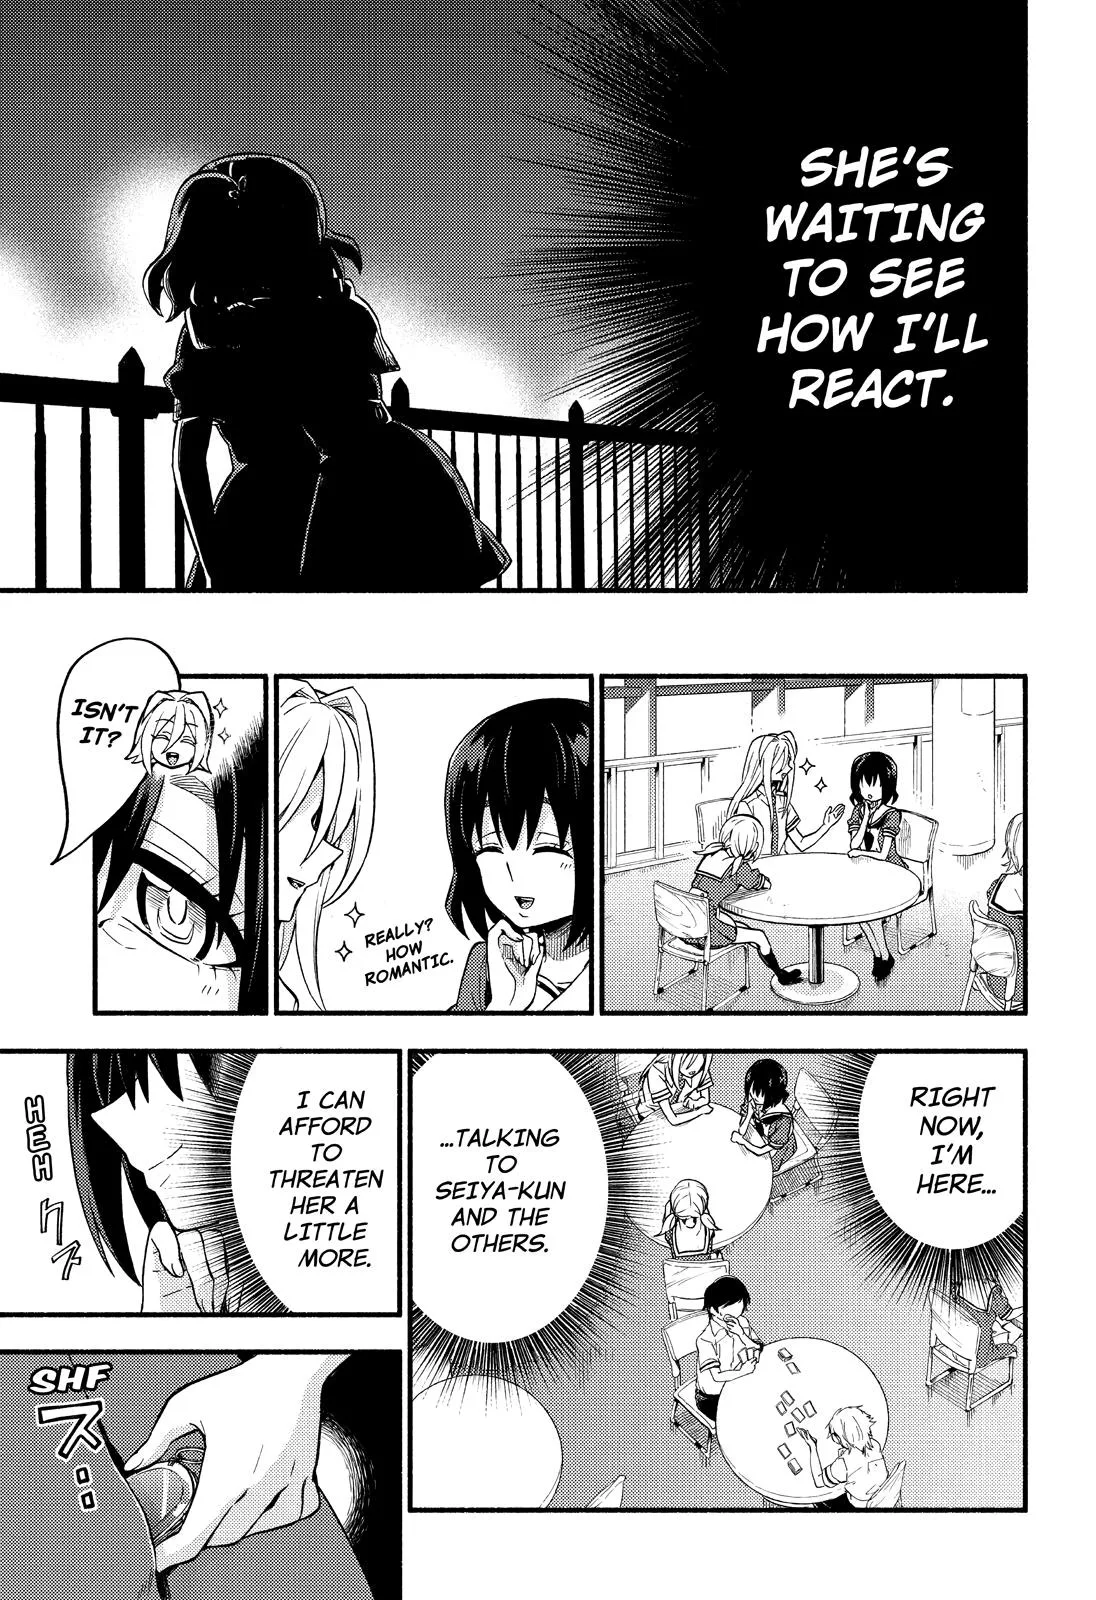 SHE'S
WAITING
TO SEE
HOW I'LL
REACT.
REALLY?
HOW
ROMANTIC.
ISN'T
IT?
RIGHT
NOW,
I'M
HERE...
...TALKING
TO
SEIYA-KUN
AND THE
OTHERS.
I CAN
AFFORD
TO
THREATEN
HER A
LITTLE
MORE.
HEH
クス
SHF
ス…